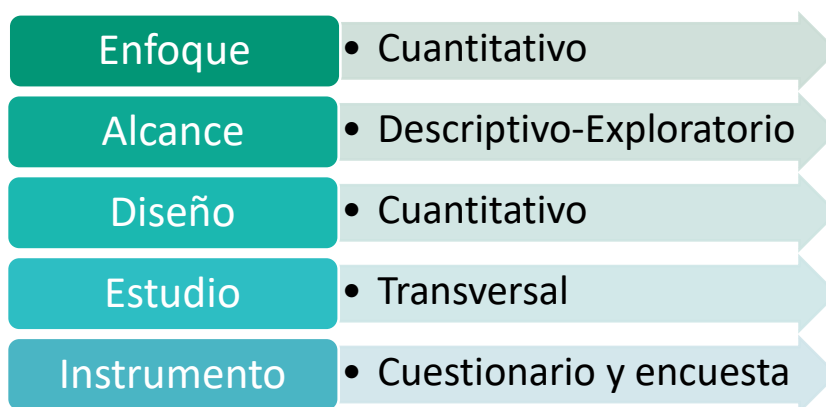 Enfoque
• Cuantitativo
Alcance
• Descriptivo-Exploratorio
Diseño
• Cuantitativo
Estudio
• Transversal
Instrumento
• Cuestionario y encuesta